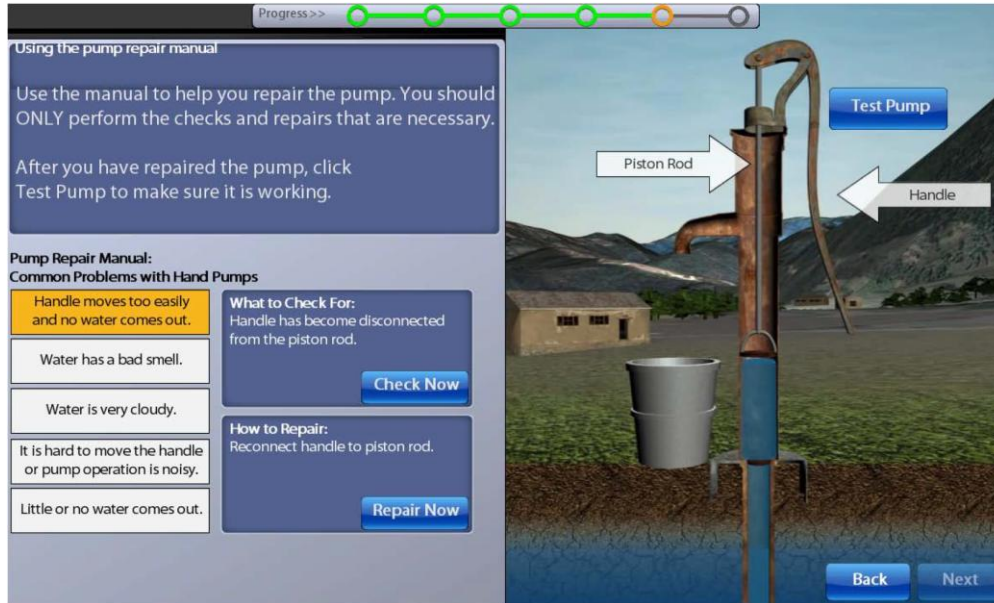 Progress>>
Using the pump repair manual
Use the manual to help you repair the pump. You should
ONLY perform the checks and repairs that are necessary.
After you have repaired the pump, click
Test Pump to make sure it is working.
Pump Repair Manual:
Common Problems with Hand Pumps
Handle moves too easily
and no water comes out.
Water has a bad smell.
Water is very cloudy.
It is hard to move the handle
or pump operation is noisy.
Little or no water comes out.
What to Check For:
Handle has become disconnected
from the piston rod.
Check Now
How to Repair:
Reconnect handle to piston rod.
Repair Now
Test Pump
Piston Rod
Handle
Back
Next